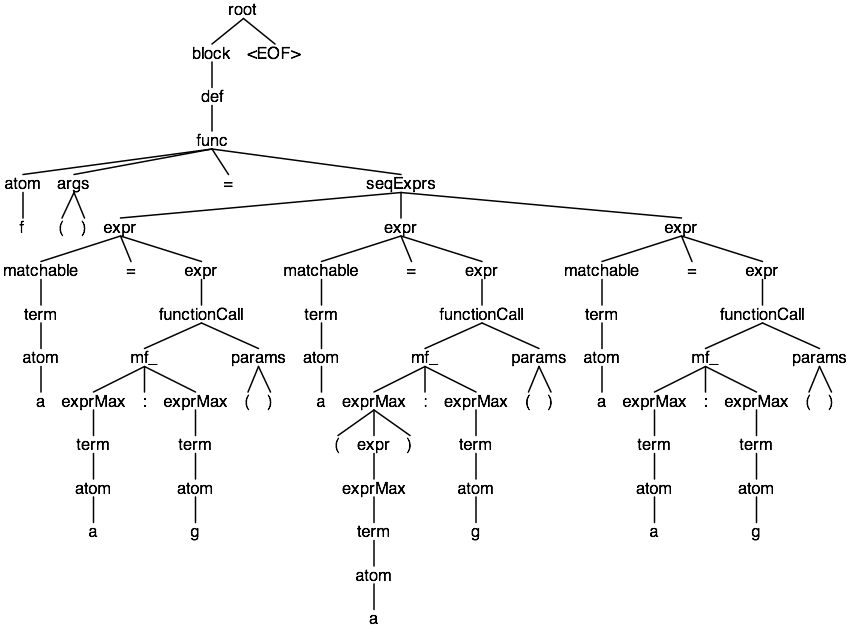 root
block <EOF>
def
func
atom args = seqExprs
f ( ) expr expr expr
matchable = expr matchable = expr matchable = expr
term functionCall term functionCall term functionCall
atom mf_ params atom mf_ params atom mf_ params
a exprMax : exprMax ( ) a exprMax : exprMax ( ) a exprMax : exprMax ( )
term term ( expr ) term term term
atom atom exprMax atom atom atom
a g term g a g
atom
a